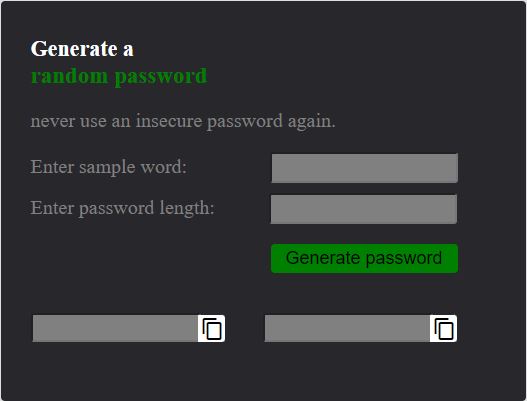 Generate a
random password
never use an insecure password again.
Enter sample word:
Enter password length:
Generate password